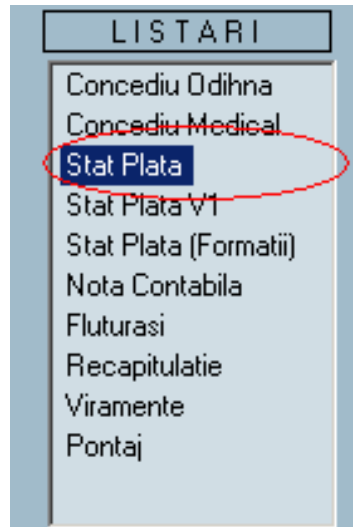 LISTARI
Concediu Odihna
Concediu Medical
Stat Plata
Stat Plata V1
Stat Plata (Formatii)
Nota Contabila
Fluturasi
Recapitulatie
Viramente
Pontaj